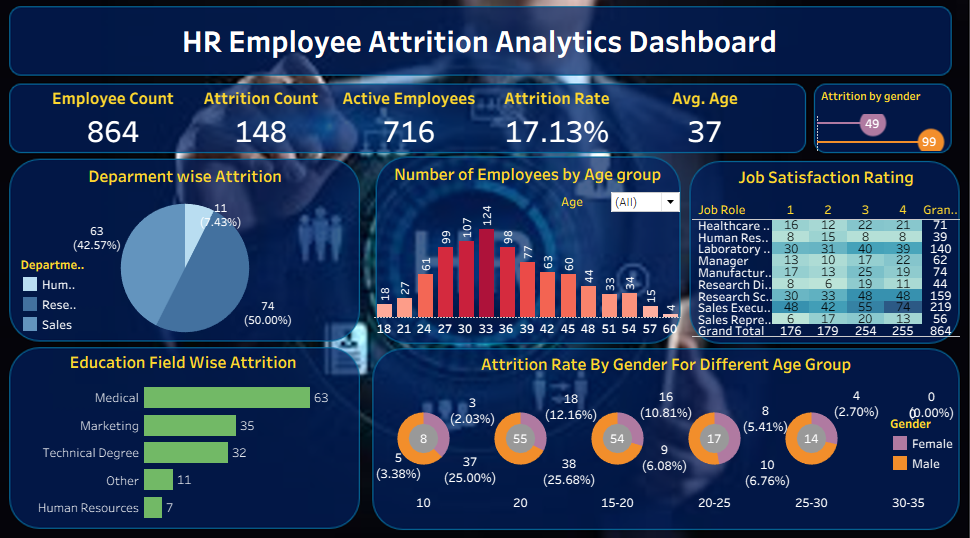 HR Employee Attrition Analytics Dashboard
Employee Count
864
Attrition Count
148
Active Employees
716
Attrition Rate
17.13%
Avg. Age
37
Attrition by gender
49
99
Deparment wise Attrition
11
(7.43%)
63
(42.57%)
74
(50.00%)
Departme..
Hum..
Rese..
Sales
Number of Employees by Age group
Age
(All)
18 27 61 99 107 124 98 77 63 60 44 33 34 15 4
18 21 24 27 30 33 36 39 42 45 48 51 54 57 60
Job Satisfaction Rating
Job Role 1 2 3 4 Gran..
Healthcare .. 16 12 22 21 71
Human Res.. 8 15 8 8 39
Laboratory .. 30 31 40 39 140
Manager 13 10 17 22 62
Manufactur.. 17 13 25 19 74
Research Di.. 8 6 19 11 44
Research Sc.. 30 33 48 48 159
Sales Execu.. 48 42 55 74 219
Sales Repre.. 6 17 20 13 56
Grand Total 176 179 254 255 864
Education Field Wise Attrition
Medical 63
Marketing 35
Technical Degree 32
Other 11
Human Resources 7
Attrition Rate By Gender For Different Age Group
8
3
(2.03%)
5
(3.38%)
55
18
(12.16%)
37
(25.00%)
54
16
(10.81%)
38
(25.68%)
17
8
(5.41%)
9
(6.08%)
14
4
(2.70%)
10
(6.76%)
0
(0.00%)
0
Gender
Female
Male
10 20 15-20 20-25 25-30 30-35